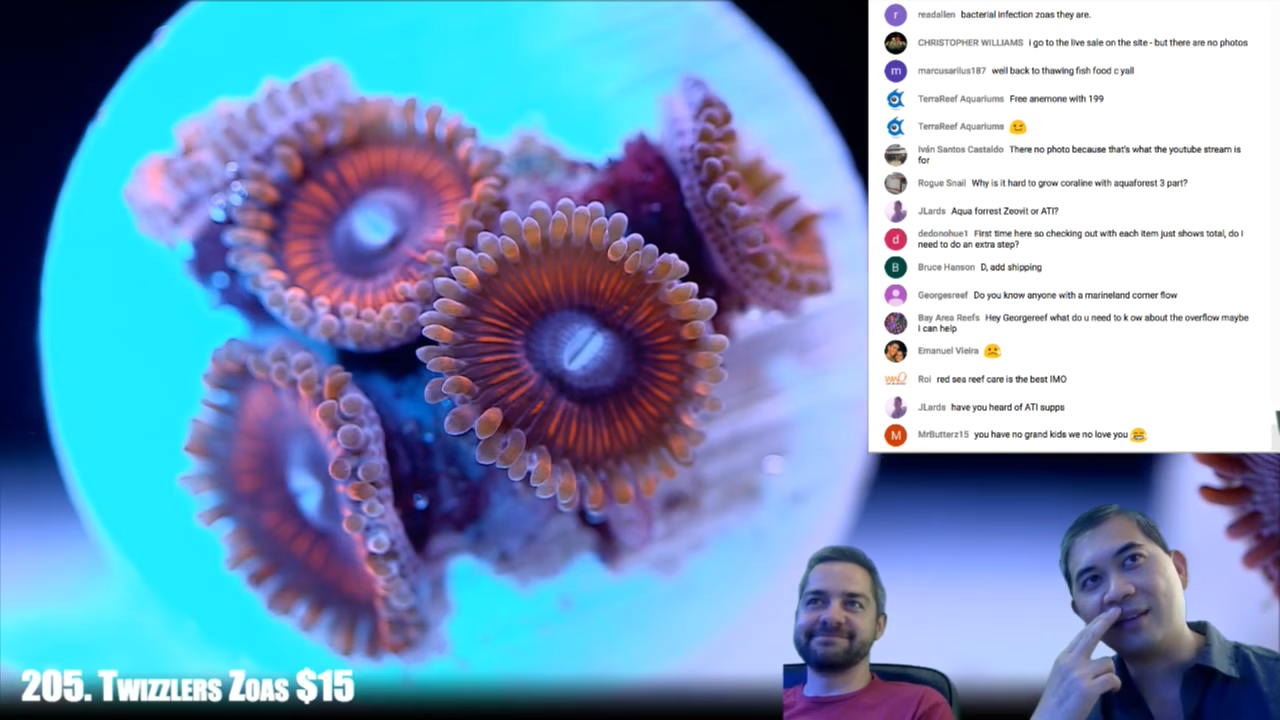 readallen bacterial infection zoas they are.
CHRISTOPHER WILLIAMS i go to the live sale on the site - but there are no photos
m
marcusarilus187 well back to thawing fish food c yall
TerraReef Aquariums Free anemone with 199
TerraReef Aquariums
Iván Santos Castaldo There no photo because that's what the youtube stream is
for
Rogue Snail Why is it hard to grow coraline with aquaforest 3 part?
JLards Aqua forrest Zeovit or ATI?
d
dedonohue1 First time here so checking out with each item just shows total, do I
need to do an extra step?
B
Bruce Hanson D, add shipping
Georgesreef Do you know anyone with a marineland corner flow
Bay Area Reefs Hey Georgereef what do u need to k ow about the overflow maybe
I can help
Emanuel Vieira
Roi red sea reef care is the best IMO
JLards have you heard of ATI supps
M
MrButterz15 you have no grand kids we no love you
205. Twizzlers Zoas $15